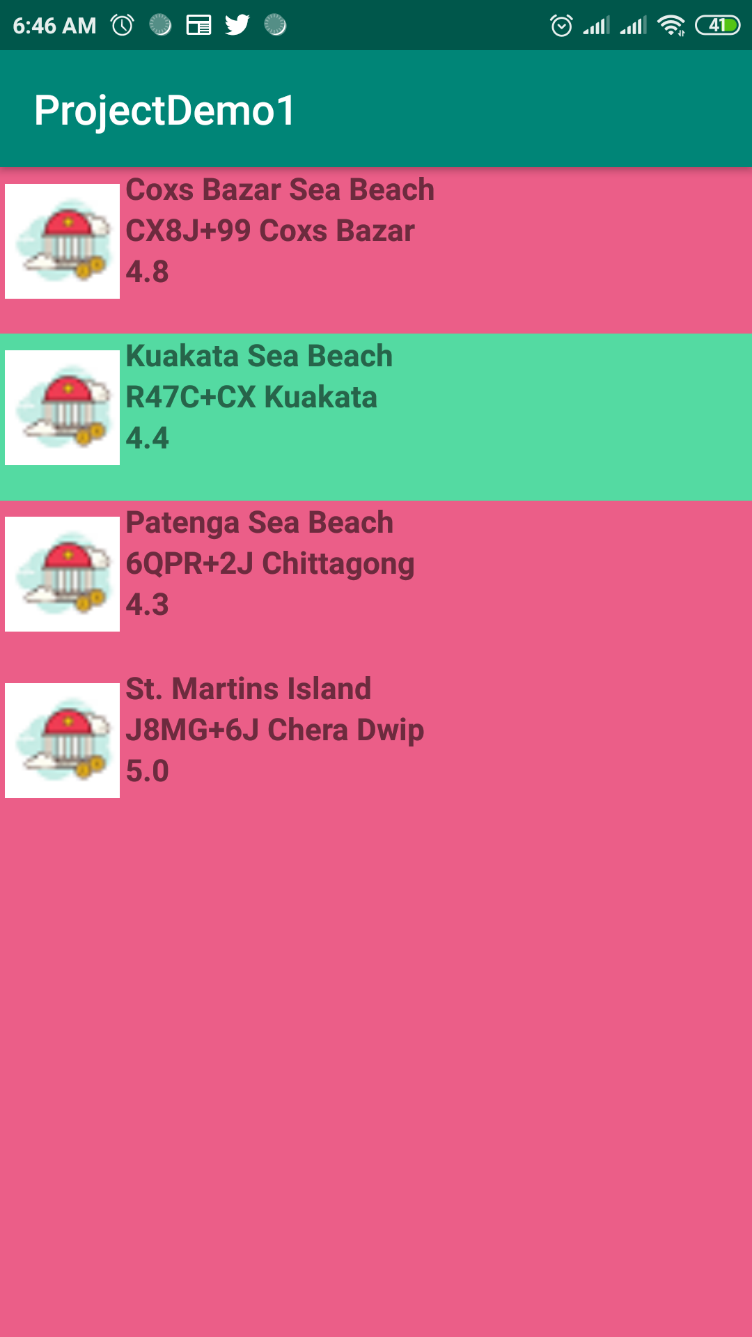 6:46 AM
41
ProjectDemo1
Coxs Bazar Sea Beach
CX8J+99 Coxs Bazar
4.8
Kuakata Sea Beach
R47C+CX Kuakata
4.4
Patenga Sea Beach
6QPR+2J Chittagong
4.3
St. Martins Island
J8MG+6J Chera Dwip
5.0